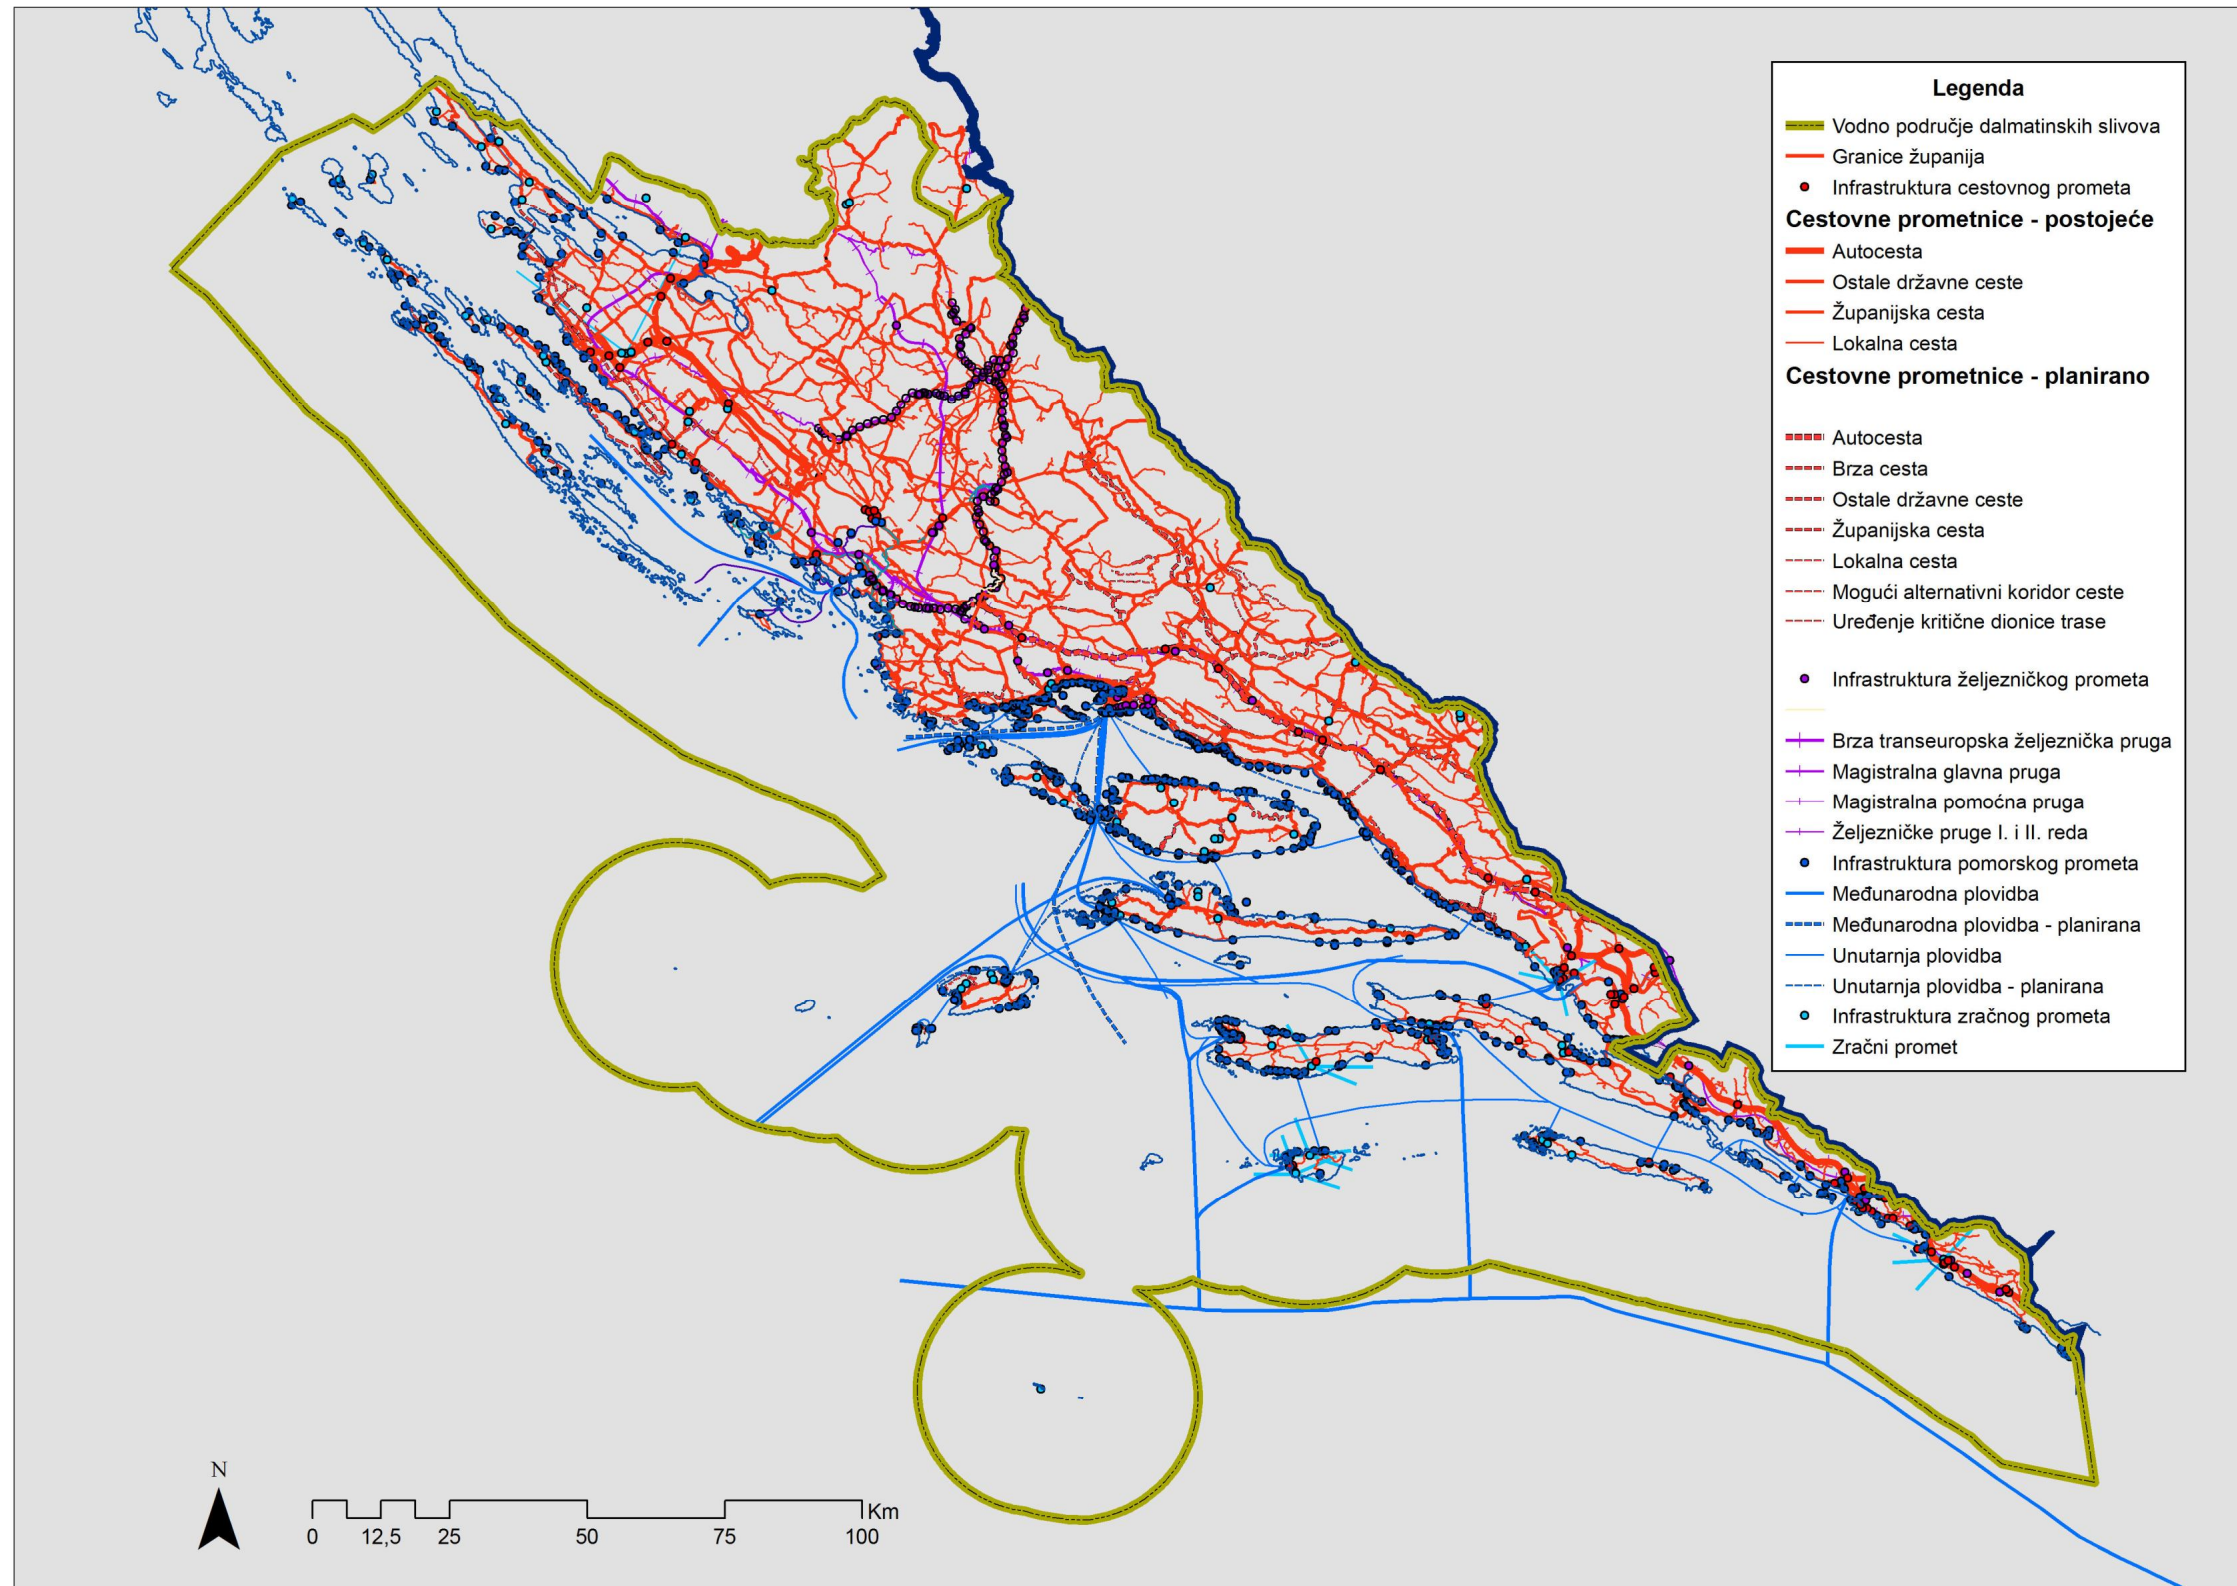 Legenda
Vodno područje dalmatinskih slivova
Granice županija
Infrastruktura cestovnog prometa
Cestovne prometnice - postojeće
Autocesta
Ostale državne ceste
Županijska cesta
Lokalna cesta
Cestovne prometnice - planirano
Autocesta
Brza cesta
Ostale državne ceste
Županijska cesta
Lokalna cesta
Mogući alternativni koridor ceste
Uređenje kritične dionice trase
Infrastruktura željezničkog prometa
Brza transeuropska željeznička pruga
Magistralna glavna pruga
Magistralna pomoćna pruga
Željezničke pruge I. i II. reda
Infrastruktura pomorskog prometa
Međunarodna plovidba
Međunarodna plovidba - planirana
Unutarnja plovidba
Unutarnja plovidba - planirana
Infrastruktura zračnog prometa
Zračni promet
N
Km
0 12,5 25 50 75 100